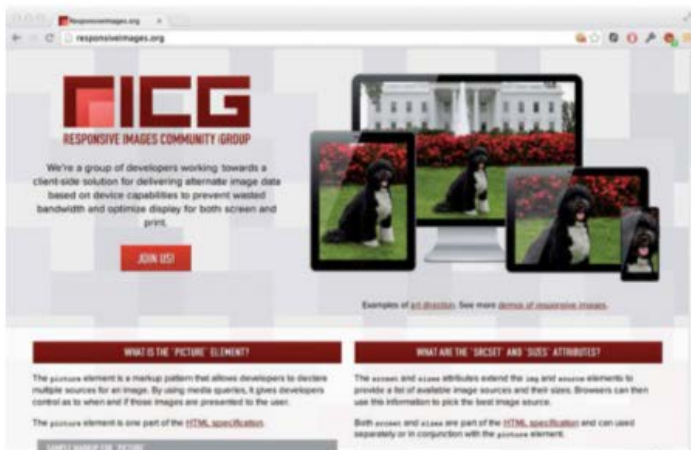 Responsiveimages.org
responsiveimages.org
RICG
RESPONSIVE IMAGES COMMUNITY GROUP
We're a group of developers working towards a
client-side solution for delivering alternate image data
based on device capabilities to prevent wasted
bandwidth and optimize display for both screen and
print.
JOIN US!
Examples of art direction. See more demos of responsive images.
WHAT IS THE "PICTURE" ELEMENT?
The picture element is a markup pattern that allows developers to declare
multiple sources for an image. By using media queries, it gives developers
control as to when and if those images are presented to the user.
The picture element is one part of the HTML specification.
SAMPLE MARKUP FOR "PICTURE"
WHAT ARE THE "SRCSET" AND "SIZES" ATTRIBUTES?
The srcset and sizes attributes extend the img and source elements to
provide a list of available image sources and their sizes. Browsers can then
use this information to pick the best image source.
Both srcset and sizes are part of the HTML specification and can used
separately or in conjunction with the picture element.